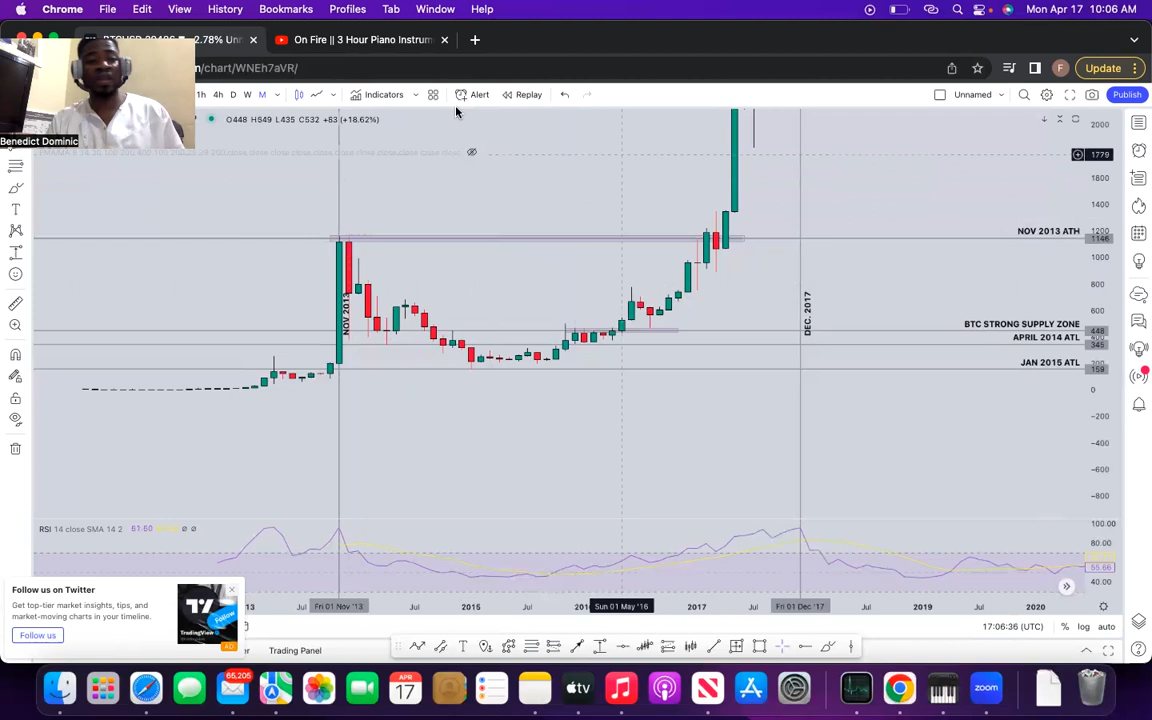 Chrome File Edit View History Bookmarks Profiles Tab Window Help Mon Apr 17 10:06 AM
2.78% On Fire || 3 Hour Piano Instrum
/chart/WNEh7aVR/ F Update
1h 4h D W M Indicators Alert Replay Unnamed Publish
Benedict Dominic
O448 H549 L435 C532 +83 (+18.62%)
2000
1779
1800
1400
1200
NOV 2013 ATH
1146
1000
800
600
NOV 2013
DEC. 2017
BTC STRONG SUPPLY ZONE
448
APRIL 2014 ATL
345
JAN 2015 ATL
159
0
−200
−400
−600
−800
RSI 14 close SMA 14 2 61.60
100.00
80.00
55.66
40.00
Follow us on Twitter
Get top-tier market insights, tips, and
market-moving charts in your timeline.
Follow us
Follow
AD
Fri 01 Nov '13 Jul 2015 Jul Sun 01 May '16 2017 Jul Fri 01 Dec '17 Jul 2019 Jul 2020
17:06:36 (UTC) % log auto
Trading Panel
66,205
APR
17
tv
zoom